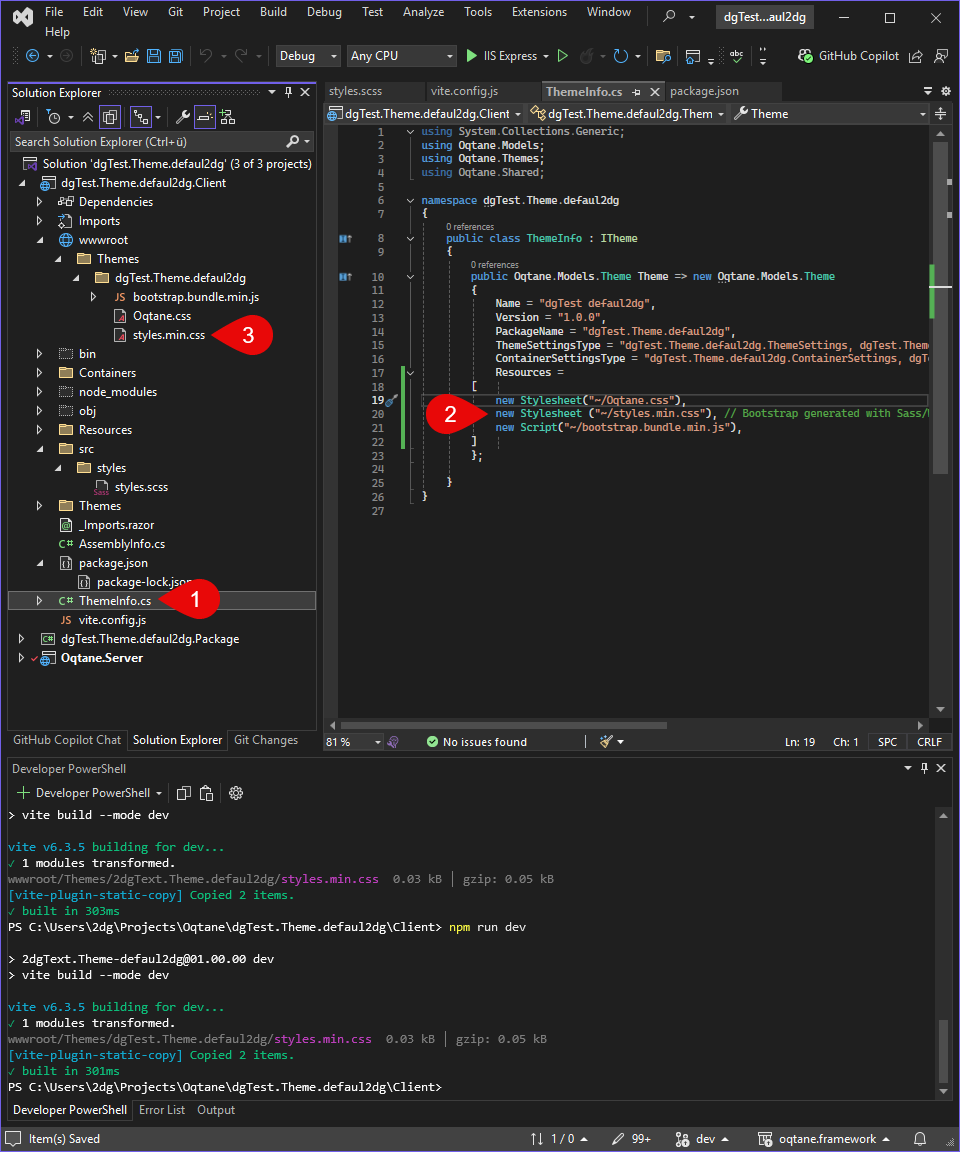 File Edit View Git Project Build Debug Test Analyze Tools Extensions Window
Help
dgTest...aul2dg
Debug Any CPU IIS Express GitHub Copilot
Solution Explorer
Search Solution Explorer (Ctrl+ü)
Solution 'dgTest.Theme.defaul2dg' (3 of 3 projects)
dgTest.Theme.defaul2dg.Client
Dependencies
Imports
wwwroot
Themes
dgTest.Theme.defaul2dg
JS bootstrap.bundle.min.js
Oqtane.css
styles.min.css
3
bin
Containers
node_modules
obj
Resources
src
styles
Sass styles.scss
Themes
_Imports.razor
C# AssemblyInfo.cs
package.json
package-lock.json
C# ThemeInfo.cs
1
JS vite.config.js
dgTest.Theme.defaul2dg.Package
Oqtane.Server
GitHub Copilot Chat Solution Explorer Git Changes
styles.scss vite.config.js ThemeInfo.cs package.json
dgTest.Theme.defaul2dg.Client dgTest.Theme.defaul2dg.Them Theme
1 using System.Collections.Generic;
2 using Oqtane.Models;
3 using Oqtane.Themes;
4 using Oqtane.Shared;
5
6 namespace dgTest.Theme.defaul2dg
7 {
0 references
8 public class ThemeInfo : ITheme
9 {
0 references
10 public Oqtane.Models.Theme Theme => new Oqtane.Models.Theme
11 {
12 Name = "dgTest defaul2dg",
13 Version = "1.0.0",
14 PackageName = "dgTest.Theme.defaul2dg",
15 ThemeSettingsType = "dgTest.Theme.defaul2dg.ThemeSettings, dgTest.Them
16 ContainerSettingsType = "dgTest.Theme.defaul2dg.ContainerSettings, dgT
17 Resources =
18 [
19 new Stylesheet("~/Oqtane.css"),
20 new Stylesheet ("~/styles.min.css"), // Bootstrap generated with Sass/
2
21 new Script("~/bootstrap.bundle.min.js"),
22 ]
23 };
24
25 }
26 }
27
81 % No issues found Ln: 19 Ch: 1 SPC CRLF
Developer PowerShell
Developer PowerShell
> vite build --mode dev
vite v6.3.5 building for dev...
✓ 1 modules transformed.
wwwroot/Themes/2dgText.Theme.defaul2dg/styles.min.css 0.03 kB │ gzip: 0.05 kB
[vite-plugin-static-copy] Copied 2 items.
✓ built in 303ms
PS C:\Users\2dg\Projects\Oqtane\dgTest.Theme.defaul2dg\Client> npm run dev
> 2dgText.Theme-defaul2dg@01.00.00 dev
> vite build --mode dev
vite v6.3.5 building for dev...
✓ 1 modules transformed.
wwwroot/Themes/dgTest.Theme.defaul2dg/styles.min.css 0.03 kB │ gzip: 0.05 kB
[vite-plugin-static-copy] Copied 2 items.
✓ built in 301ms
PS C:\Users\2dg\Projects\Oqtane\dgTest.Theme.defaul2dg\Client>
Developer PowerShell Error List Output
Item(s) Saved 1 / 0 99+ dev oqtane.framework